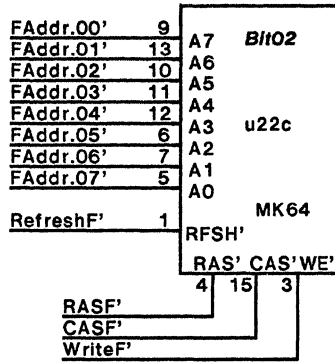 FAddr.00' 9 A7 Bit02
FAddr.01' 13 A6
FAddr.02' 10 A5
FAddr.03' 11 A4
FAddr.04' 12 A3 u22c
FAddr.05' 6 A2
FAddr.06' 7 A1
FAddr.07' 5 A0
MK64
RefreshF' 1 RFSH'
RAS' CAS' WE'
4 15 3
RASF'
CASF'
WriteF'